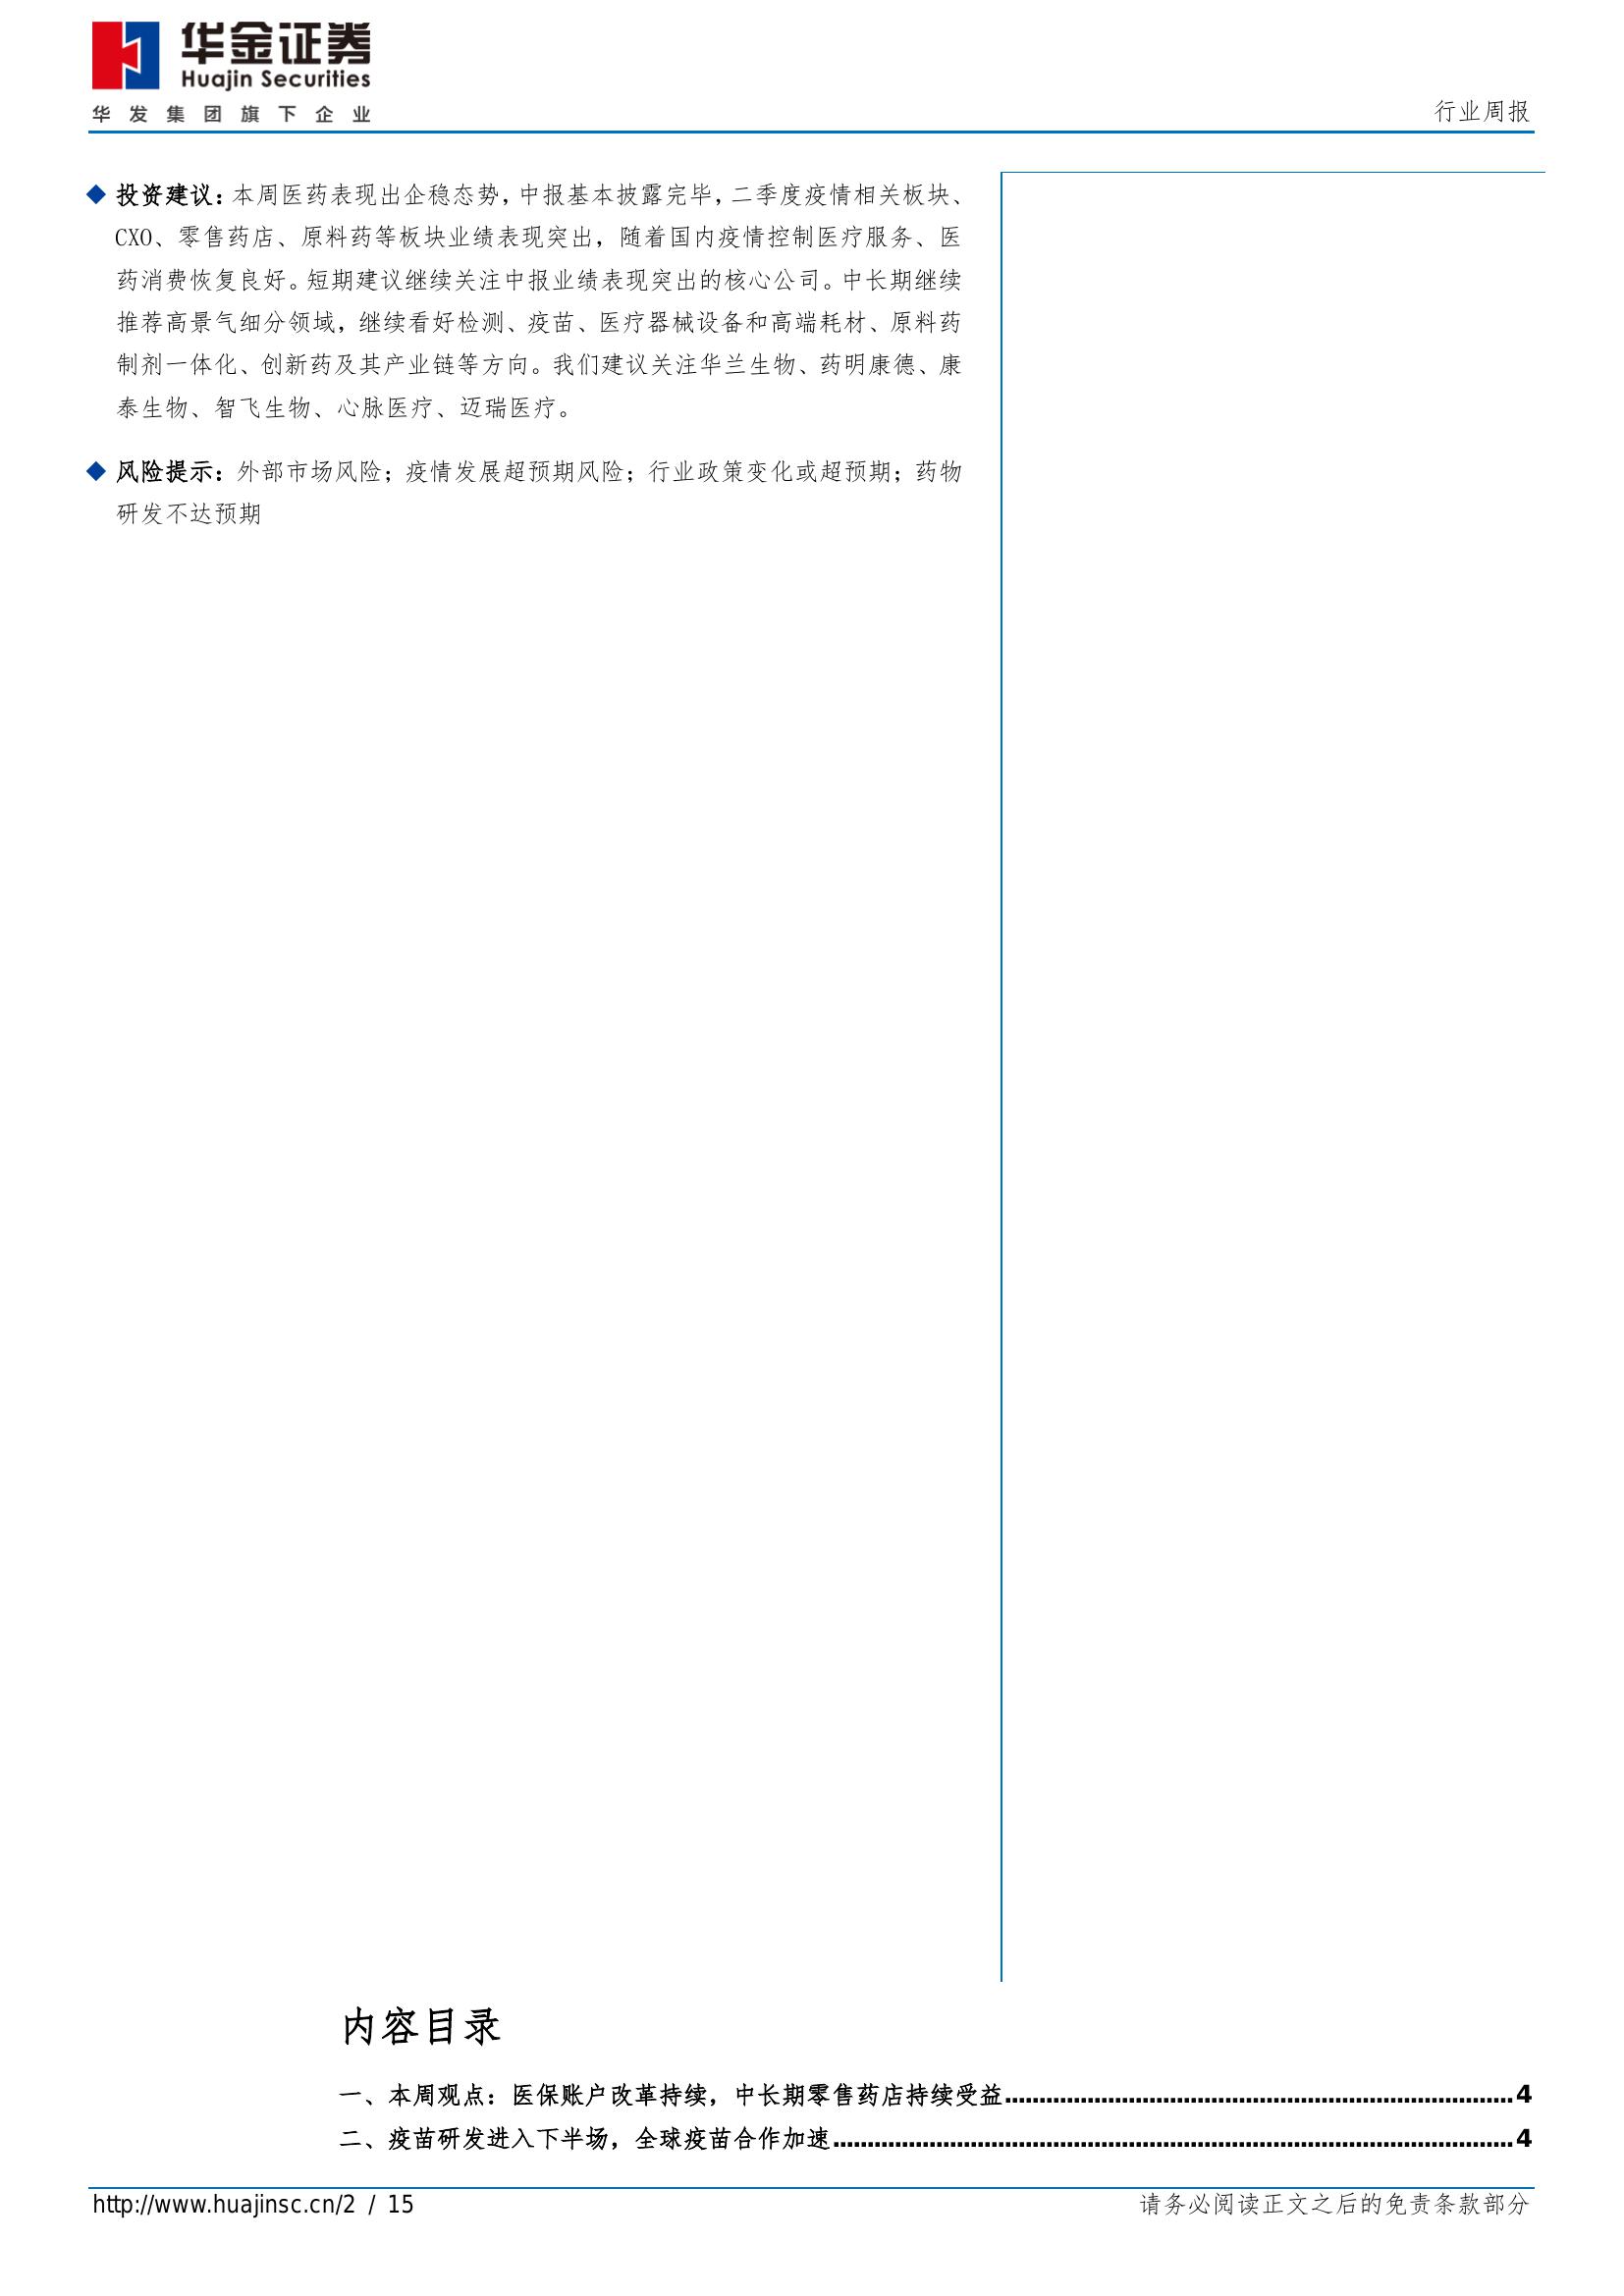 华金证券
Huajin Securities
华发集团旗下企业
行业周报
◆ 投资建议：本周医药表现出企稳态势，中报基本披露完毕，二季度疫情相关板块、
CXO、零售药店、原料药等板块业绩表现突出，随着国内疫情控制医疗服务、医
药消费恢复良好。短期建议继续关注中报业绩表现突出的核心公司。中长期继续
推荐高景气细分领域，继续看好检测、疫苗、医疗器械设备和高端耗材、原料药
制剂一体化、创新药及其产业链等方向。我们建议关注华兰生物、药明康德、康
泰生物、智飞生物、心脉医疗、迈瑞医疗。
◆ 风险提示：外部市场风险；疫情发展超预期风险；行业政策变化或超预期；药物
研发不达预期
内容目录
一、本周观点：医保账户改革持续，中长期零售药店持续受益........................................4
二、疫苗研发进入下半场，全球疫苗合作加速........................................4
http://www.huajinsc.cn/2 / 15
请务必阅读正文之后的免责条款部分